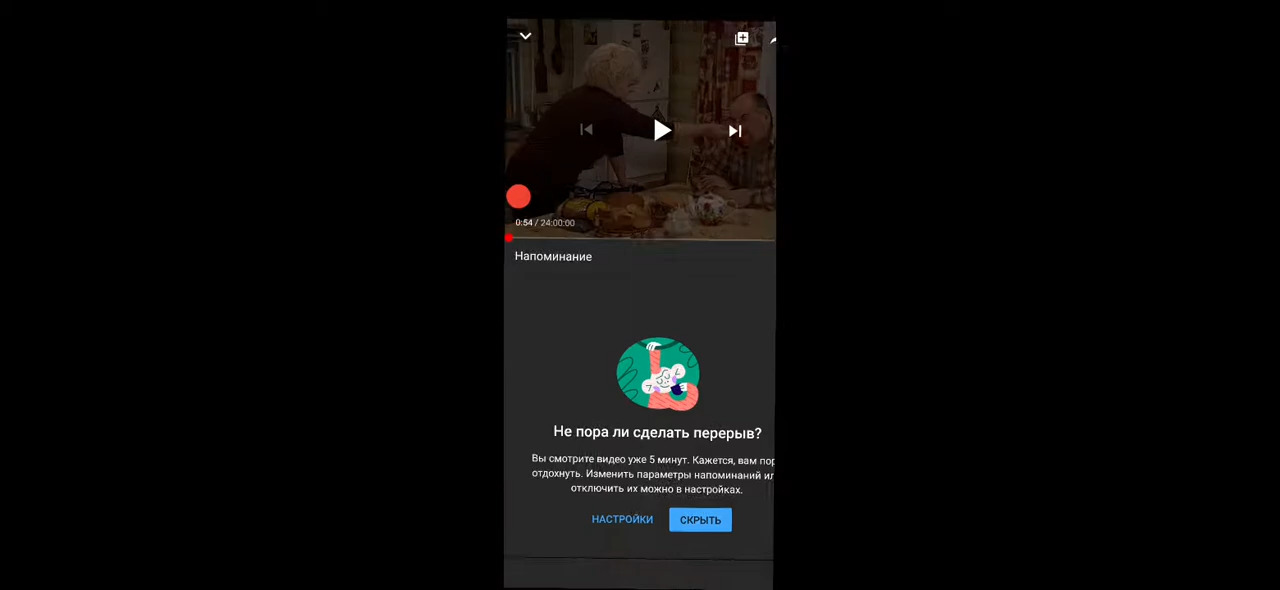 0:54 / 24:00:00
Напоминание
Не пора ли сделать перерыв?
Вы смотрите видео уже 5 минут. Кажется, вам пор
отдохнуть. Изменить параметры напоминаний ил
отключить их можно в настройках.
НАСТРОЙКИ
СКРЫТЬ